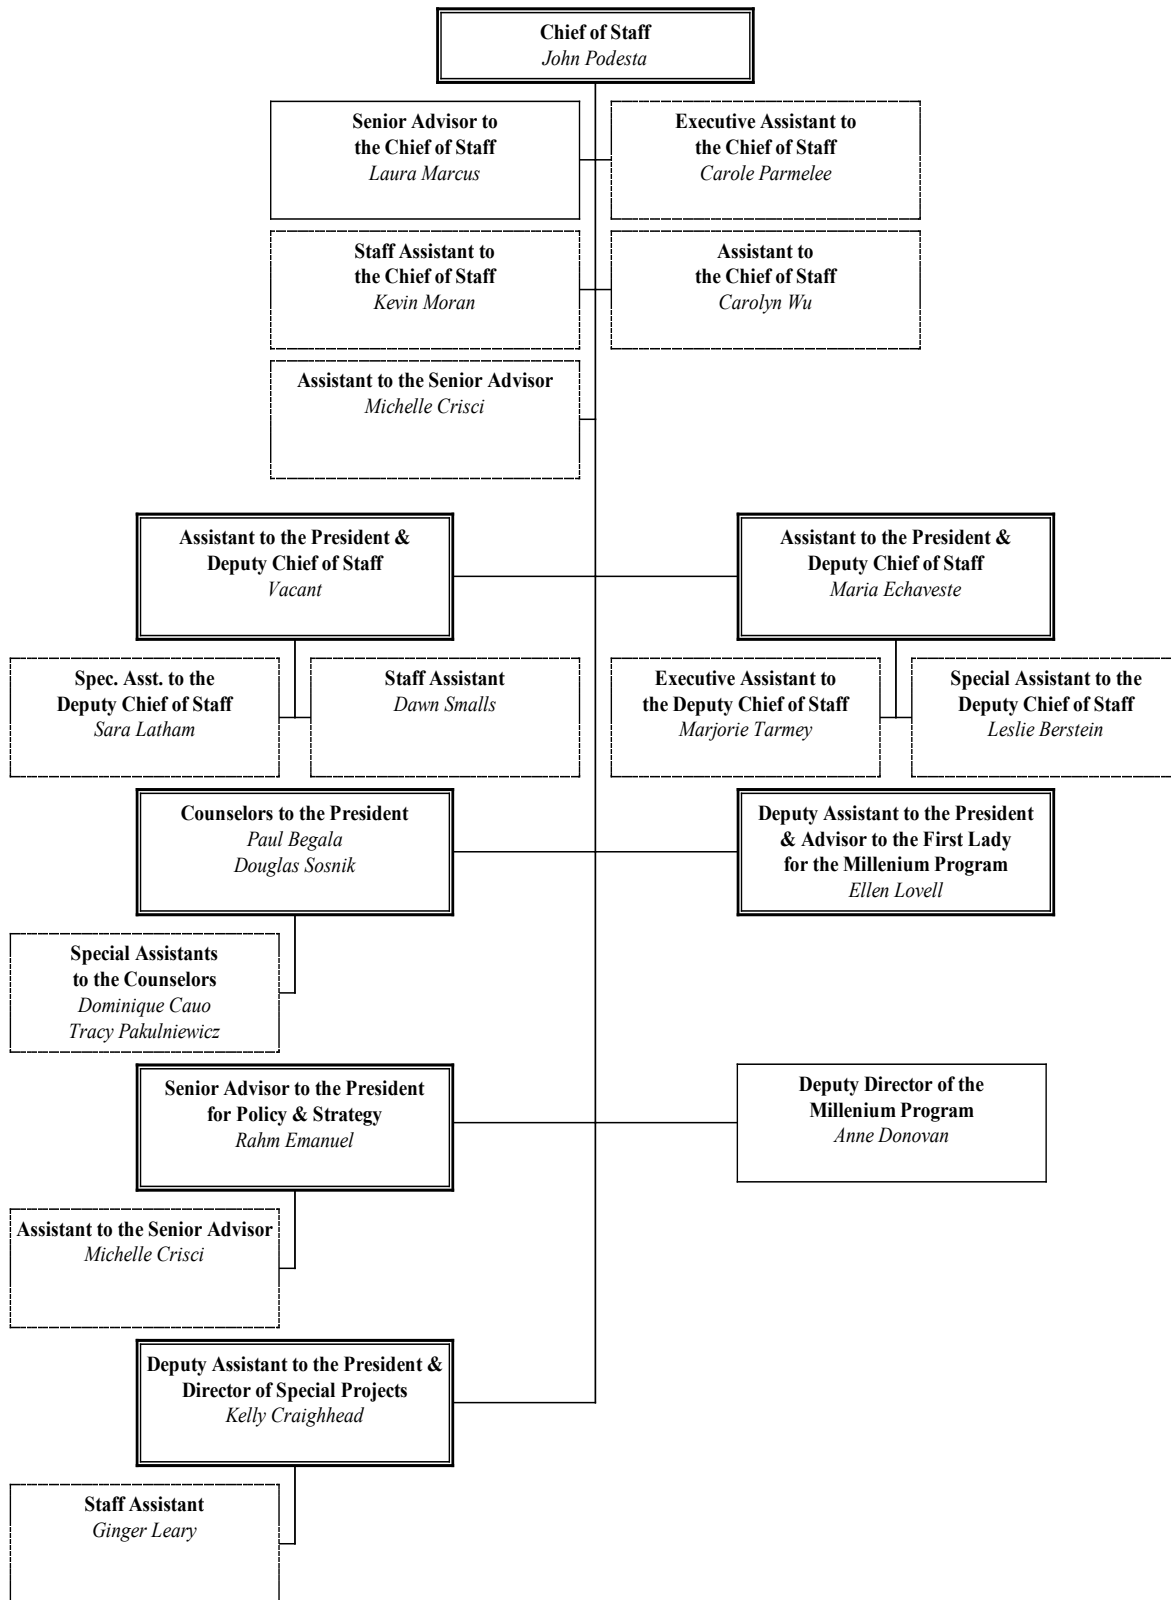 Chief of Staff
John Podesta
Senior Advisor to
the Chief of Staff
Laura Marcus
Executive Assistant to
the Chief of Staff
Carole Parmelee
Staff Assistant to
the Chief of Staff
Kevin Moran
Assistant to
the Chief of Staff
Carolyn Wu
Assistant to the Senior Advisor
Michelle Crisci
Assistant to the President &
Deputy Chief of Staff
Vacant
Assistant to the President &
Deputy Chief of Staff
Maria Echaveste
Spec. Asst. to the
Deputy Chief of Staff
Sara Latham
Staff Assistant
Dawn Smalls
Executive Assistant to
the Deputy Chief of Staff
Marjorie Tarmey
Special Assistant to the
Deputy Chief of Staff
Leslie Berstein
Counselors to the President
Paul Begala
Douglas Sosnik
Deputy Assistant to the President
& Advisor to the First Lady
for the Millenium Program
Ellen Lovell
Special Assistants
to the Counselors
Dominique Cauo
Tracy Pakulniewicz
Senior Advisor to the President
for Policy & Strategy
Rahm Emanuel
Deputy Director of the
Millenium Program
Anne Donovan
Assistant to the Senior Advisor
Michelle Crisci
Deputy Assistant to the President &
Director of Special Projects
Kelly Craighhead
Staff Assistant
Ginger Leary